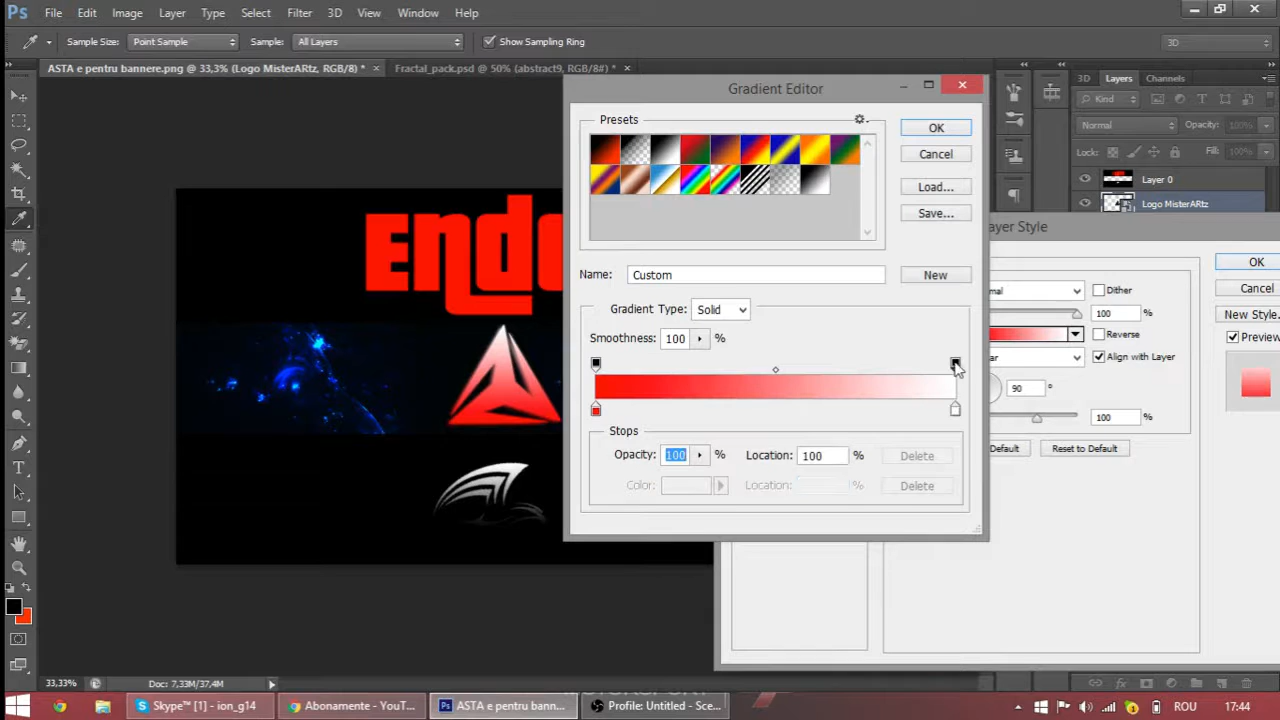 Ps File Edit Image Layer Type Select Filter 3D View Window Help
Sample Size: Point Sample Sample: All Layers Show Sampling Ring 3D
ASTA e pentru bannere.png @ 33,3% (Logo MisterARtz, RGB/8) * × Fractal_pack.psd @ 50% (abstract9, RGB/8#) * ×
3D Layers Channels
Kind
Normal Opacity: 100%
Lock: Fill: 100%
Layer 0
Logo MisterARtz
Endo
Gradient Editor
Presets
OK
Cancel
Load...
Save...
Name: Custom New
Gradient Type: Solid
Smoothness: 100 %
Stops
Opacity: 100 % Location: 100 % Delete
Color: Location: % Delete
ayer Style
mal Dither
100 %
Reverse
ar Align with Layer
90 °
100 %
Default Reset to Default
OK
Cancel
New Style...
Preview
33,33% Doc: 7,33M/37,4M
Skype™ [1] - ion_g14 Abonamente - YouT... ASTA e pentru bann... Profile: Untitled - Sce... ROU 17:44